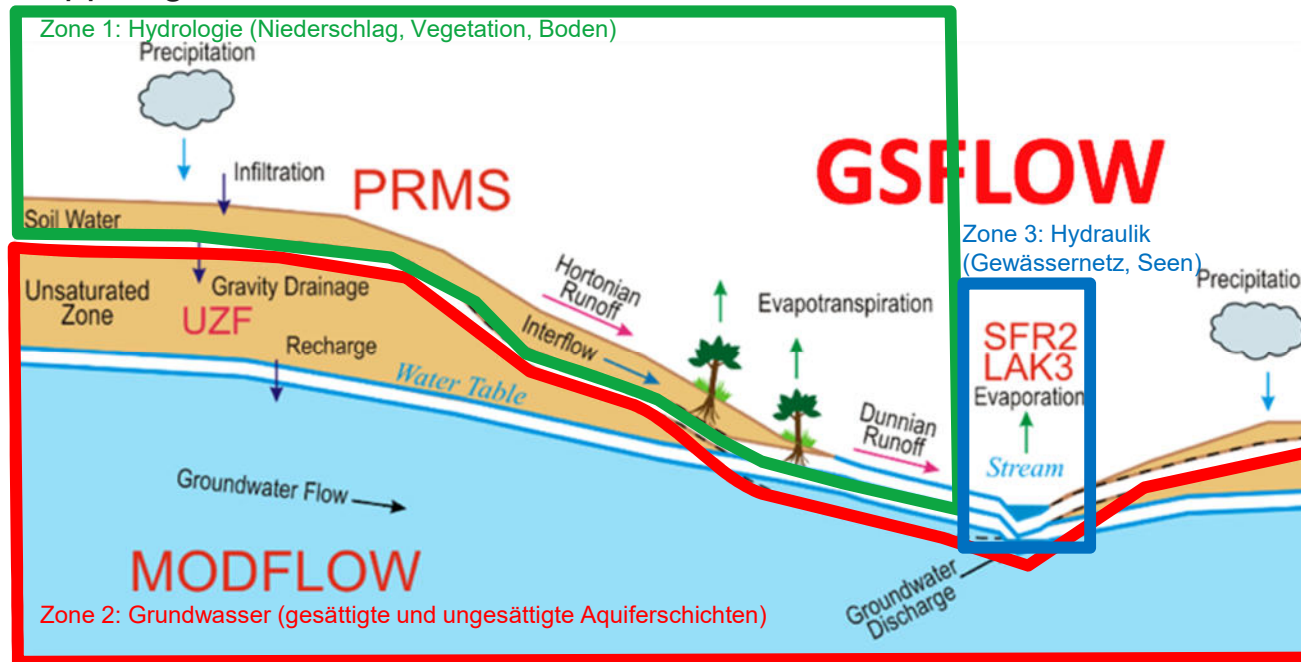 Zone 1: Hydrologie (Niederschlag, Vegetation, Boden)
Precipitation
Infiltration
PRMS
GSFLOW
Soil Water
Zone 3: Hydraulik
(Gewässernetz, Seen)
Precipitatio
Unsaturated
Zone
Gravity Drainage
UZF
Recharge
Water Table
Hortonian
Runoff
Interflow
Evapotranspiration
SFR2
LAK3
Evaporation
Dunnian
Runoff
Stream
Groundwater Flow
MODFLOW
Groundwater
Discharge
Zone 2: Grundwasser (gesättigte und ungesättigte Aquiferschichten)